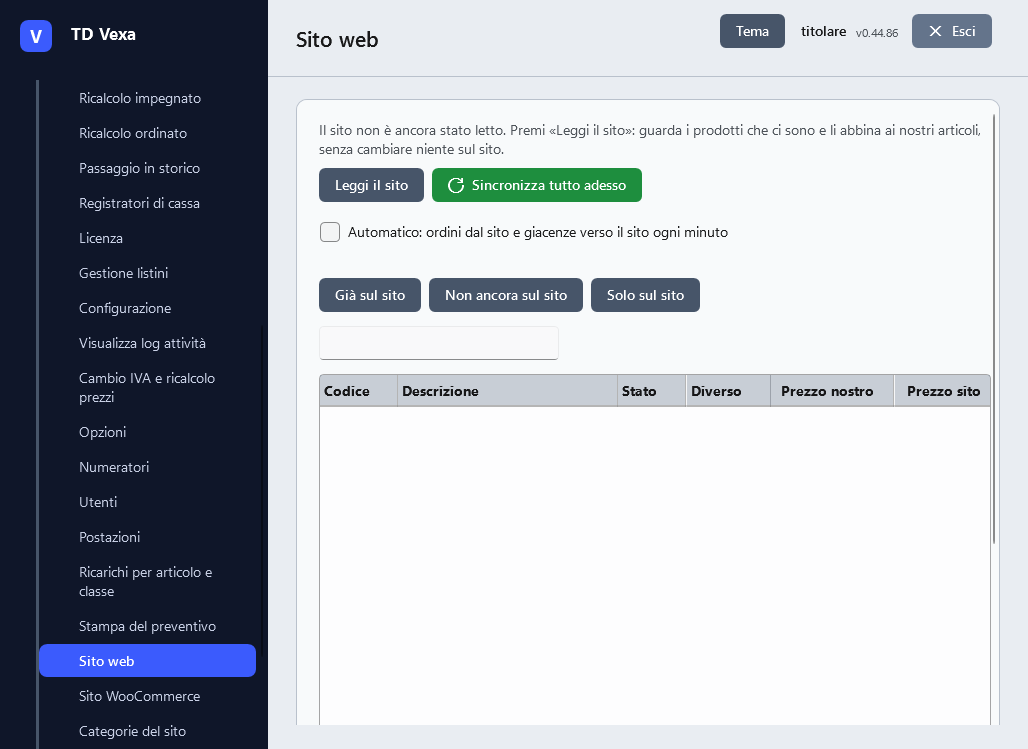 V
TD Vexa
Ricalcolo impegnato
Ricalcolo ordinato
Passaggio in storico
Registratori di cassa
Licenza
Gestione listini
Configurazione
Visualizza log attività
Cambio IVA e ricalcolo
prezzi
Opzioni
Numeratori
Utenti
Postazioni
Ricarichi per articolo e
classe
Stampa del preventivo
Sito web
Sito WooCommerce
Categorie del sito
Sito web
Tema
titolare
v0.44.86
Esci
Il sito non è ancora stato letto. Premi «Leggi il sito»: guarda i prodotti che ci sono e li abbina ai nostri articoli,
senza cambiare niente sul sito.
Leggi il sito
Sincronizza tutto adesso
Automatico: ordini dal sito e giacenze verso il sito ogni minuto
Già sul sito
Non ancora sul sito
Solo sul sito
Codice
Descrizione
Stato
Diverso
Prezzo nostro
Prezzo sito